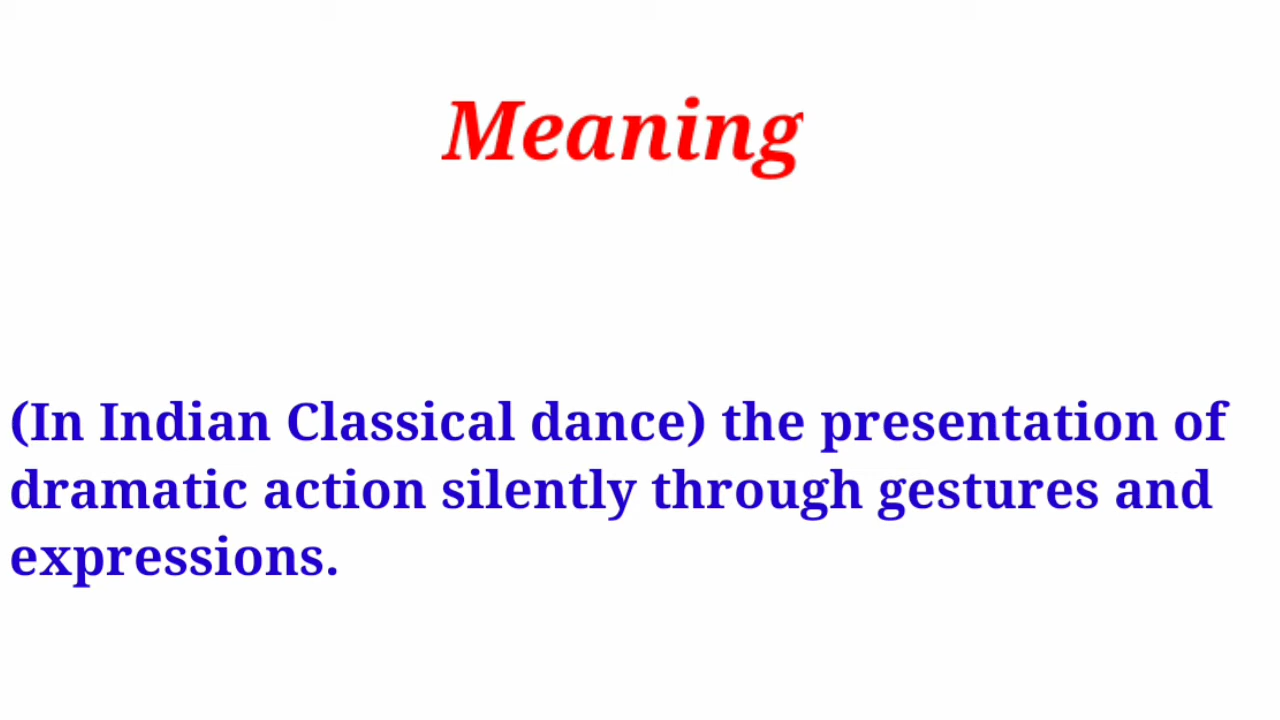 Meaning
(In Indian Classical dance) the presentation of
dramatic action silently through gestures and
expressions.